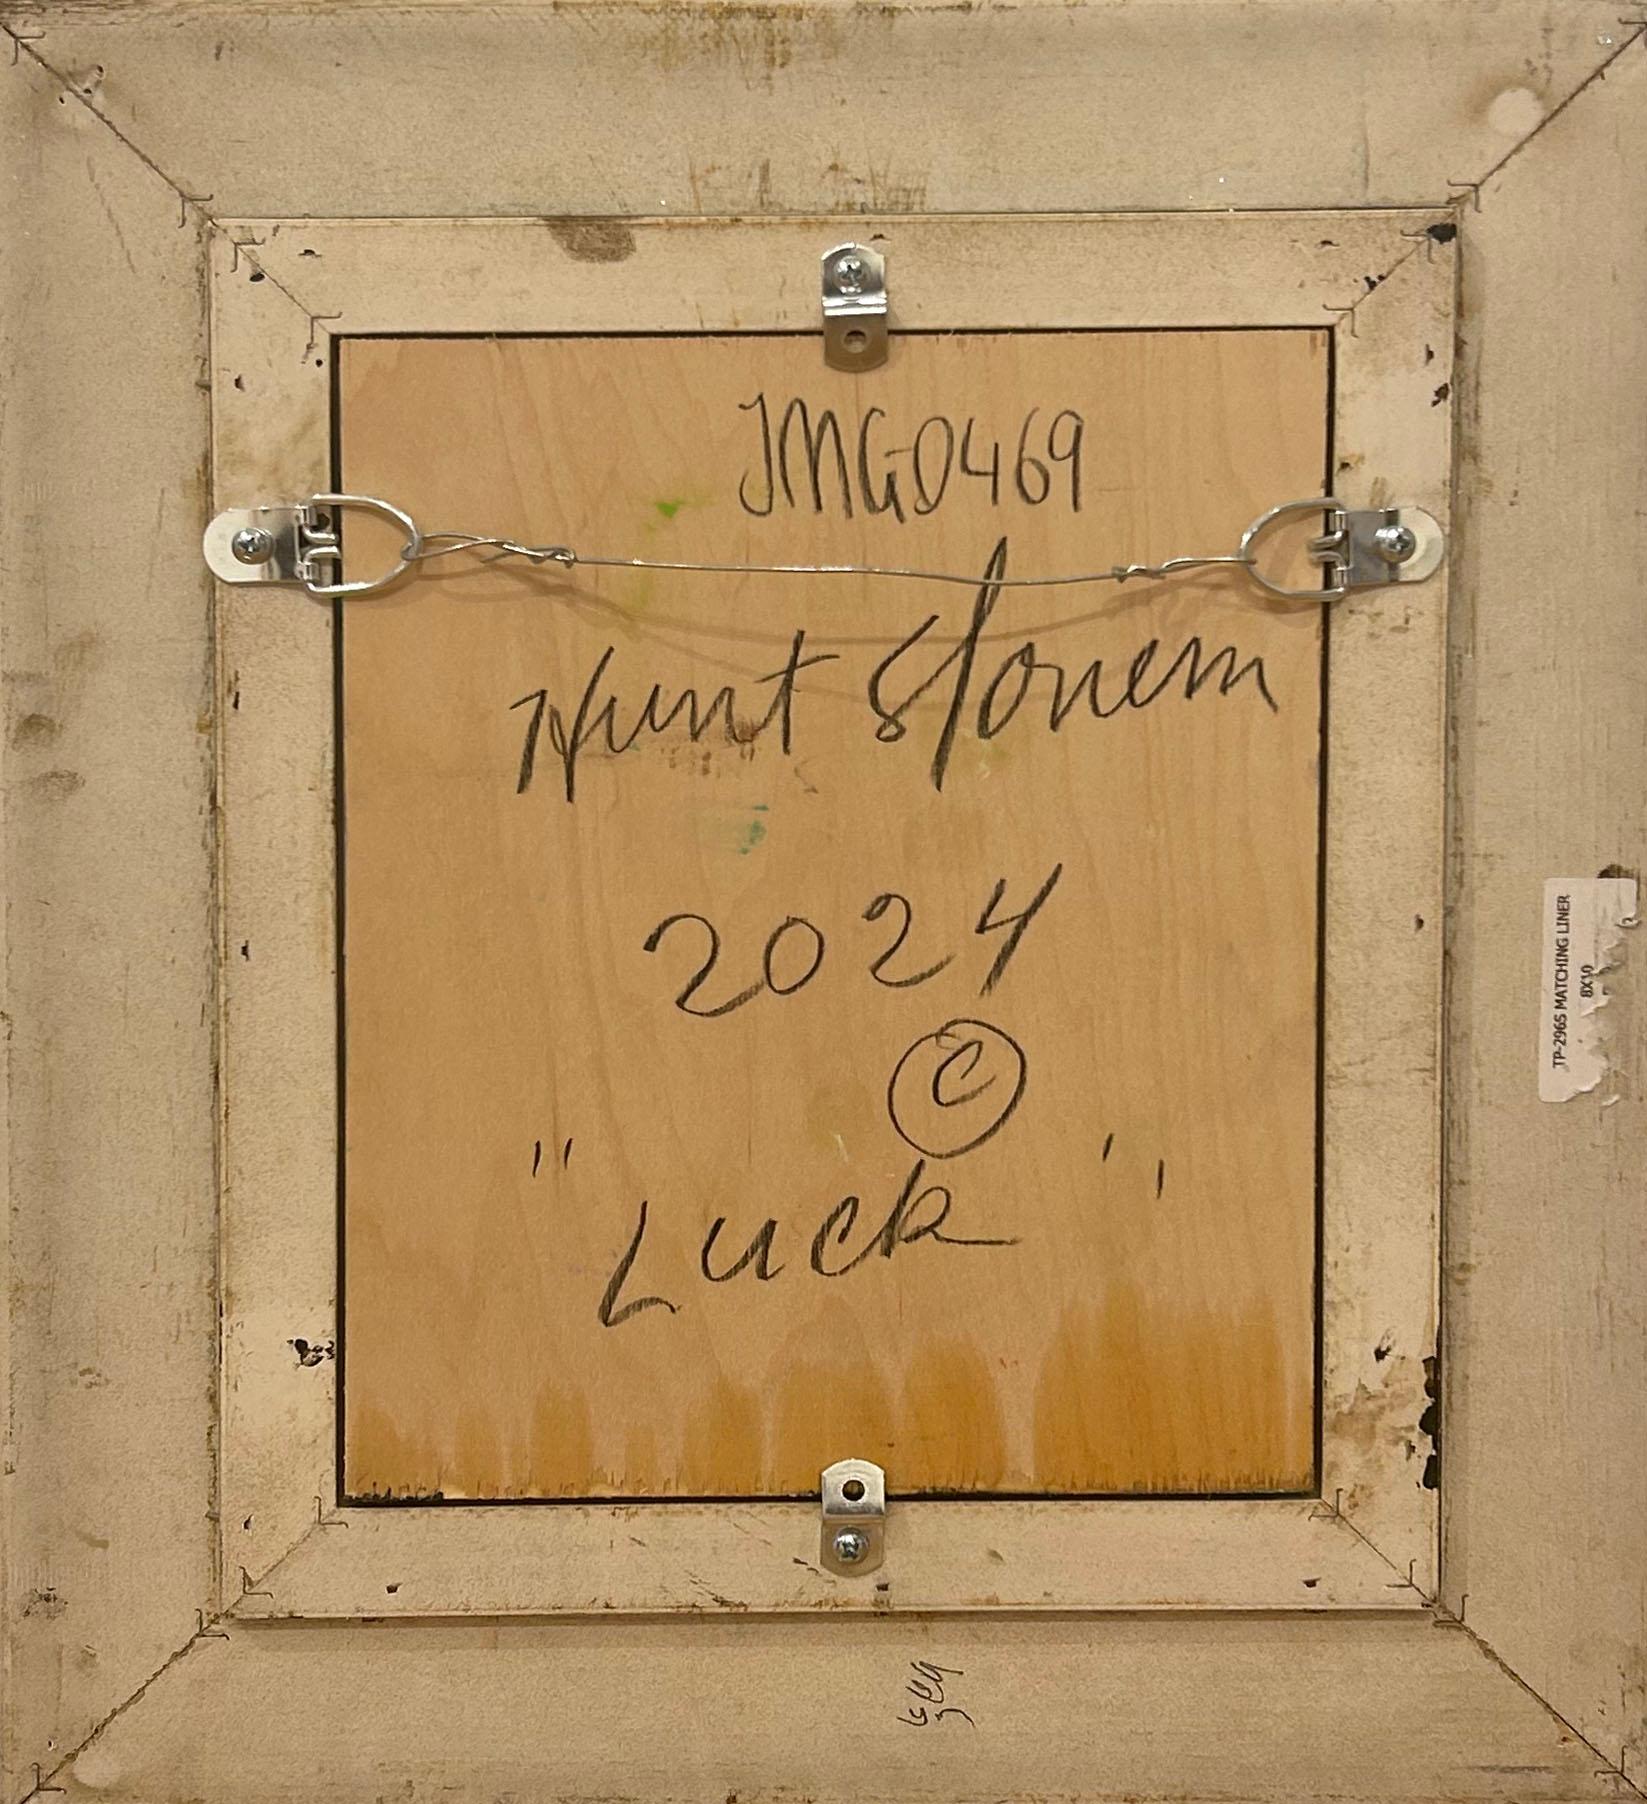 JMG0469
Hunt Slonem
2024
©
"Luck"
TP-2965 MATCHING LINER
8X10